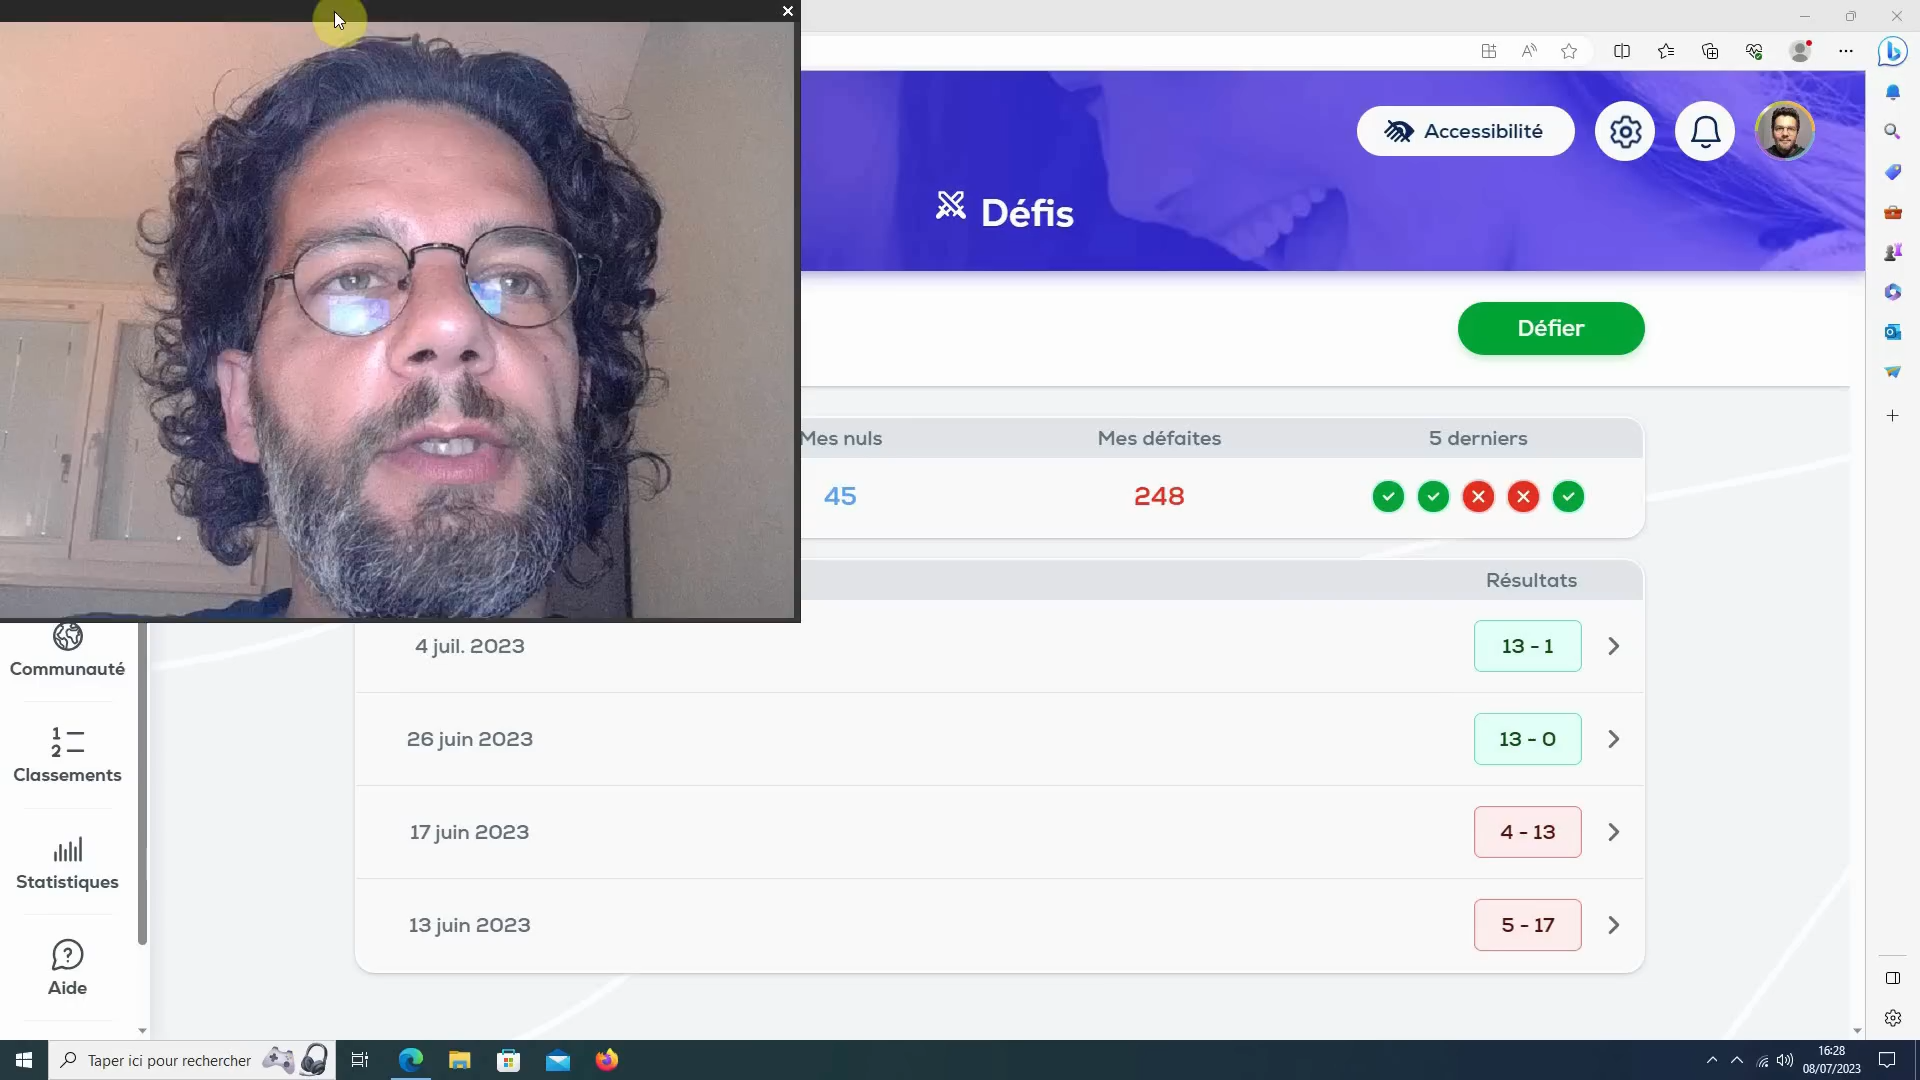 Accessibilité
Défis
Défier
Mes nuls Mes défaites 5 derniers
45 248
Résultats
4 juil. 2023 13 - 1
26 juin 2023 13 - 0
17 juin 2023 4 - 13
13 juin 2023 5 - 17
Communauté
1
2
Classements
Statistiques
Aide
Taper ici pour rechercher
16:28
08/07/2023